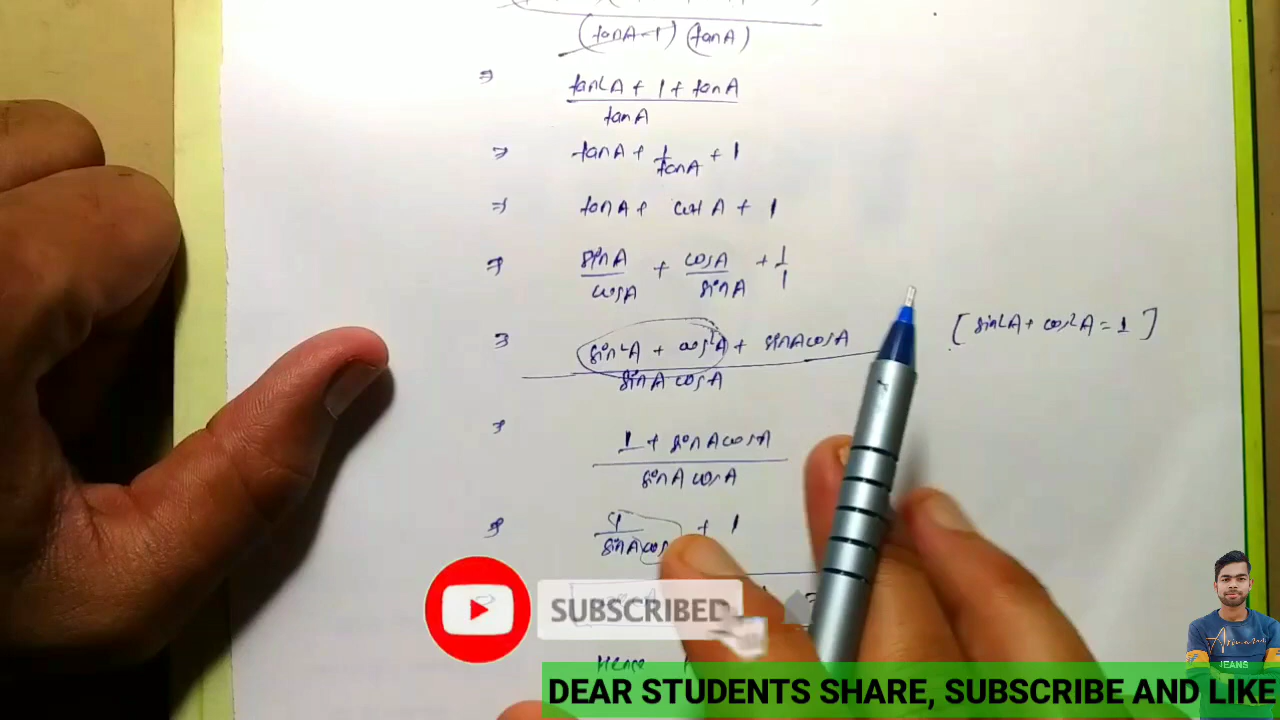 (tanA-1) (tanA)
⇒ tan²A + 1 + tanA
tanA
⇒ tanA + 1/tanA + 1
⇒ tanA + cotA + 1
⇒ sinA/cosA + cosA/sinA + 1/1
⇒ sin²A + cos²A + sinAcosA [sin²A + cos²A = 1]
sinA cosA
⇒ 1 + sinAcosA
sinA cosA
⇒ 1/sinAcos + 1
SUBSCRIBED
Hence
JEANS
DEAR STUDENTS SHARE, SUBSCRIBE AND LIKE